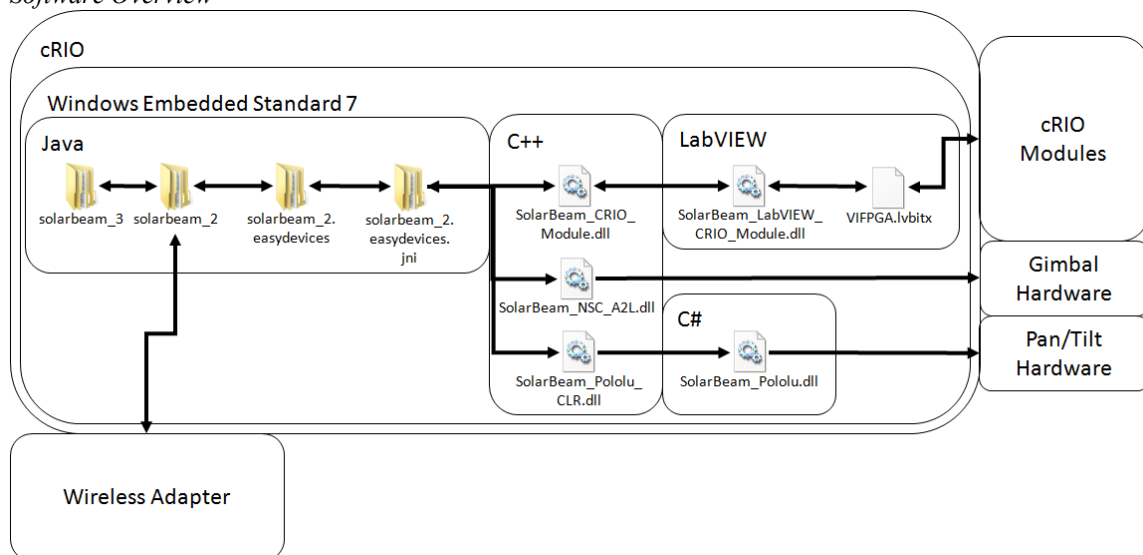 Software Overview
cRIO
Windows Embedded Standard 7
Java
solarbeam_3
solarbeam_2
solarbeam_2.
easydevices
solarbeam_2.
easydevices.
jni
C++
SolarBeam_CRIO_
Module.dll
SolarBeam_NSC_A2L.dll
SolarBeam_Pololu_
CLR.dll
LabVIEW
SolarBeam_LabVIEW_
CRIO_Module.dll
VIFPGA.lvbitx
C#
SolarBeam_Pololu.dll
cRIO
Modules
Gimbal
Hardware
Pan/Tilt
Hardware
Wireless Adapter